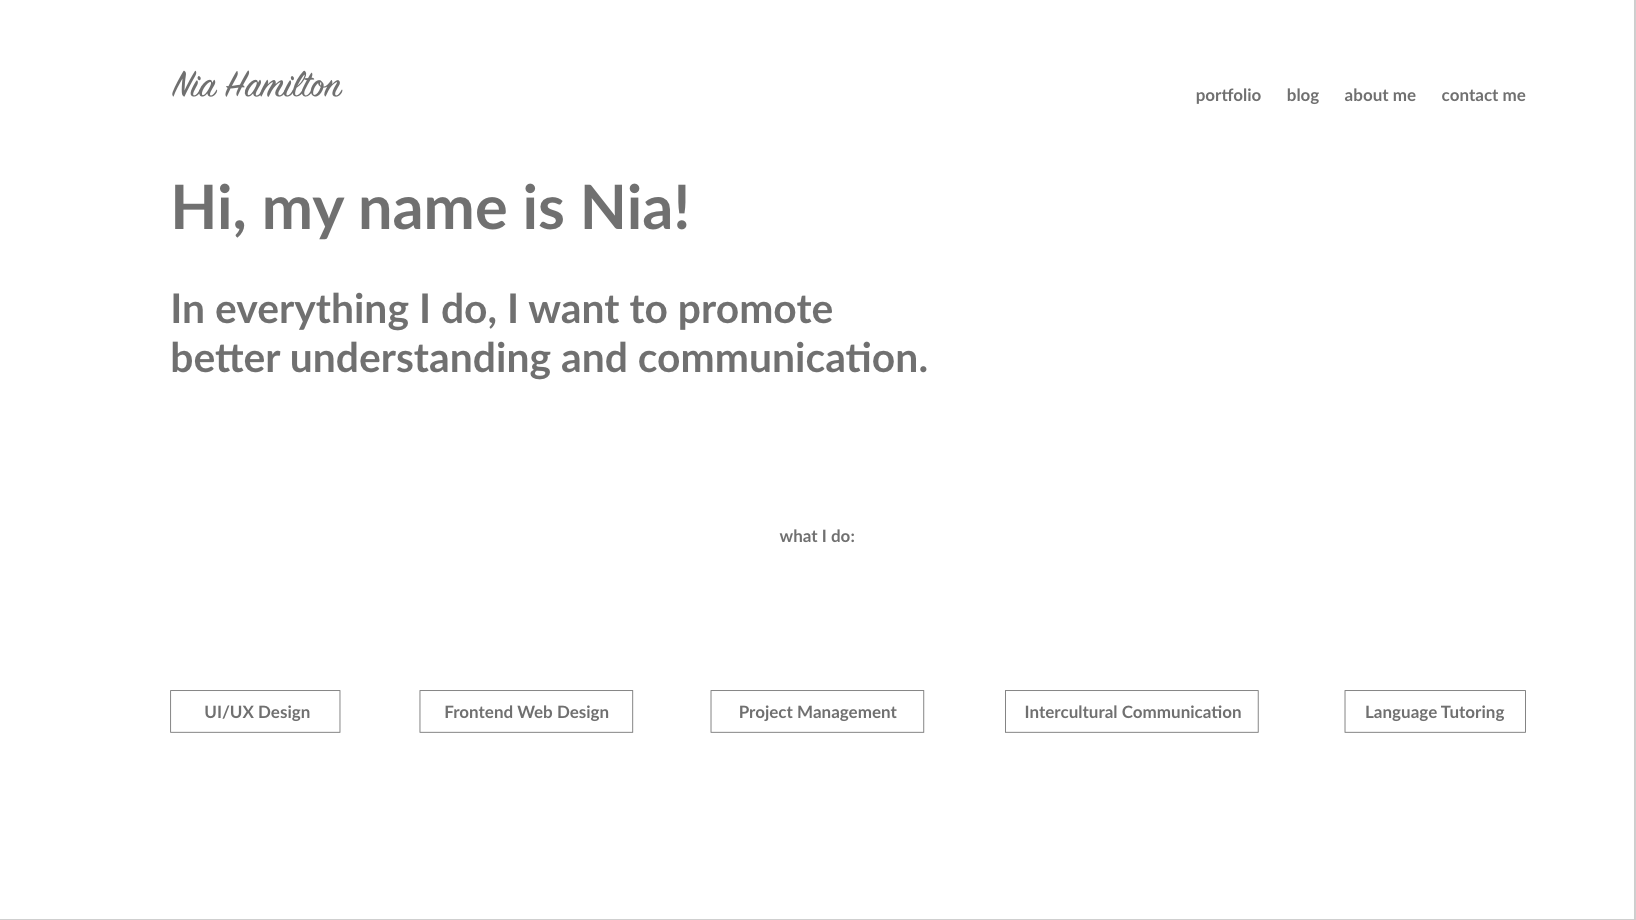 Nia Hamilton
portfolio blog about me contact me
Hi, my name is Nia!
In everything I do, I want to promote
better understanding and communication.
what I do:
UI/UX Design
Frontend Web Design
Project Management
Intercultural Communication
Language Tutoring